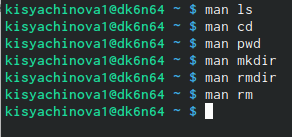 kisyachinova1@dk6n64 ~ $ man ls
kisyachinova1@dk6n64 ~ $ man cd
kisyachinova1@dk6n64 ~ $ man pwd
kisyachinova1@dk6n64 ~ $ man mkdir
kisyachinova1@dk6n64 ~ $ man rmdir
kisyachinova1@dk6n64 ~ $ man rm
kisyachinova1@dk6n64 ~ $